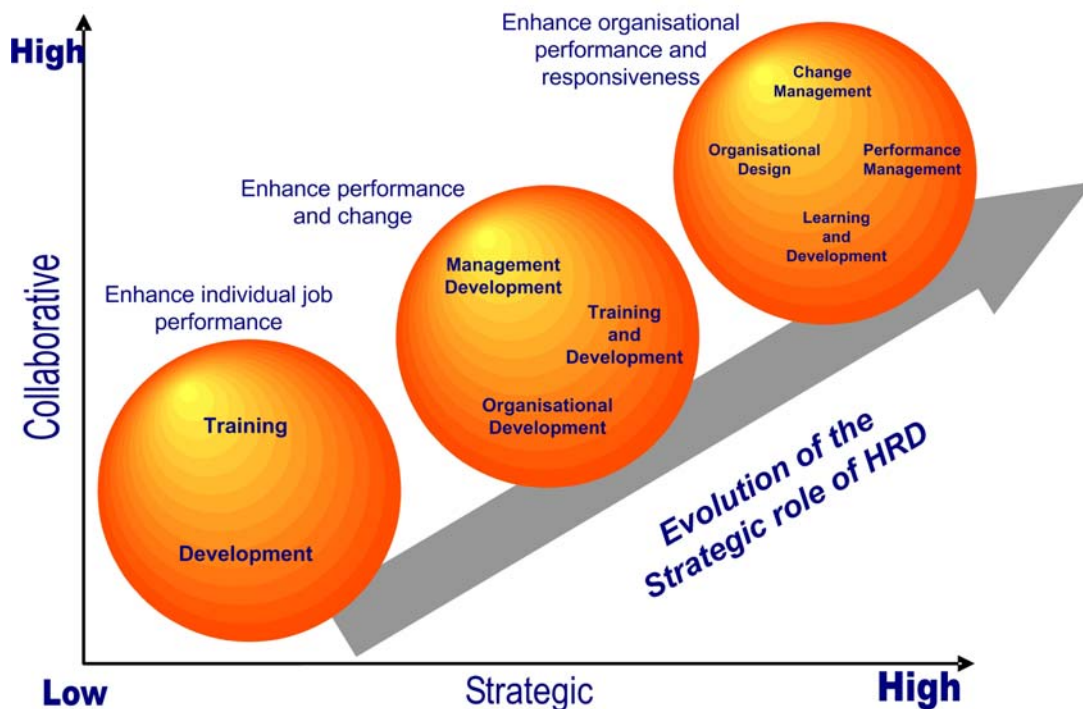 High
Enhance organisational
performance and
responsiveness
Change
Management
Organisational
Design
Performance
Management
Learning
and
Development
Enhance performance
and change
Management
Development
Training
and
Development
Organisational
Development
Enhance individual job
performance
Training
Development
Collaborative
Evolution of the
Strategic role of HRD
Low
Strategic
High